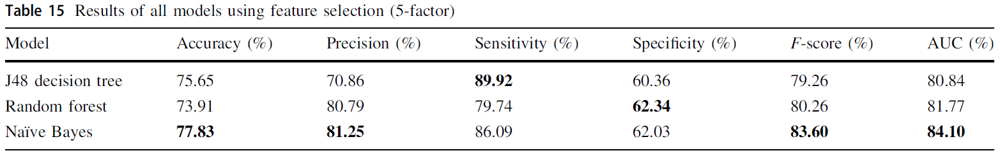 Table 15 Results of all models using feature selection (5-factor)
Model Accuracy (%) Precision (%) Sensitivity (%) Specificity (%) F-score (%) AUC (%)
J48 decision tree 75.65 70.86 89.92 60.36 79.26 80.84
Random forest 73.91 80.79 79.74 62.34 80.26 81.77
Naïve Bayes 77.83 81.25 86.09 62.03 83.60 84.10